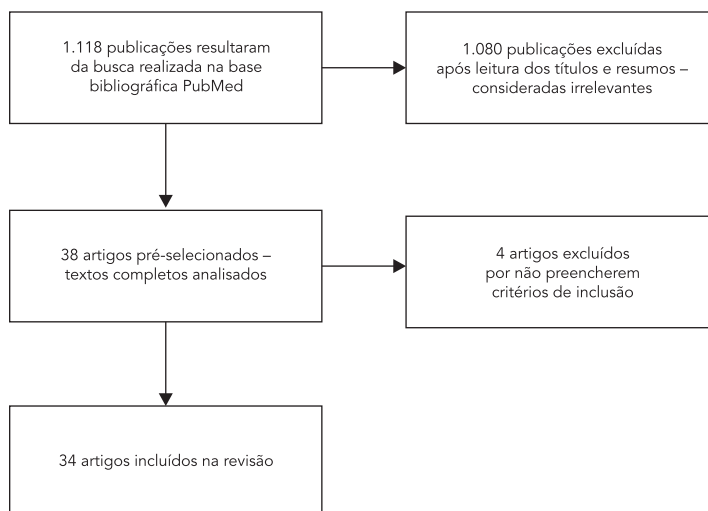 1.118 publicações resultaram
da busca realizada na base
bibliográfica PubMed
1.080 publicações excluídas
após leitura dos títulos e resumos –
consideradas irrelevantes
38 artigos pré-selecionados –
textos completos analisados
4 artigos excluídos
por não preencherem
critérios de inclusão
34 artigos incluídos na revisão